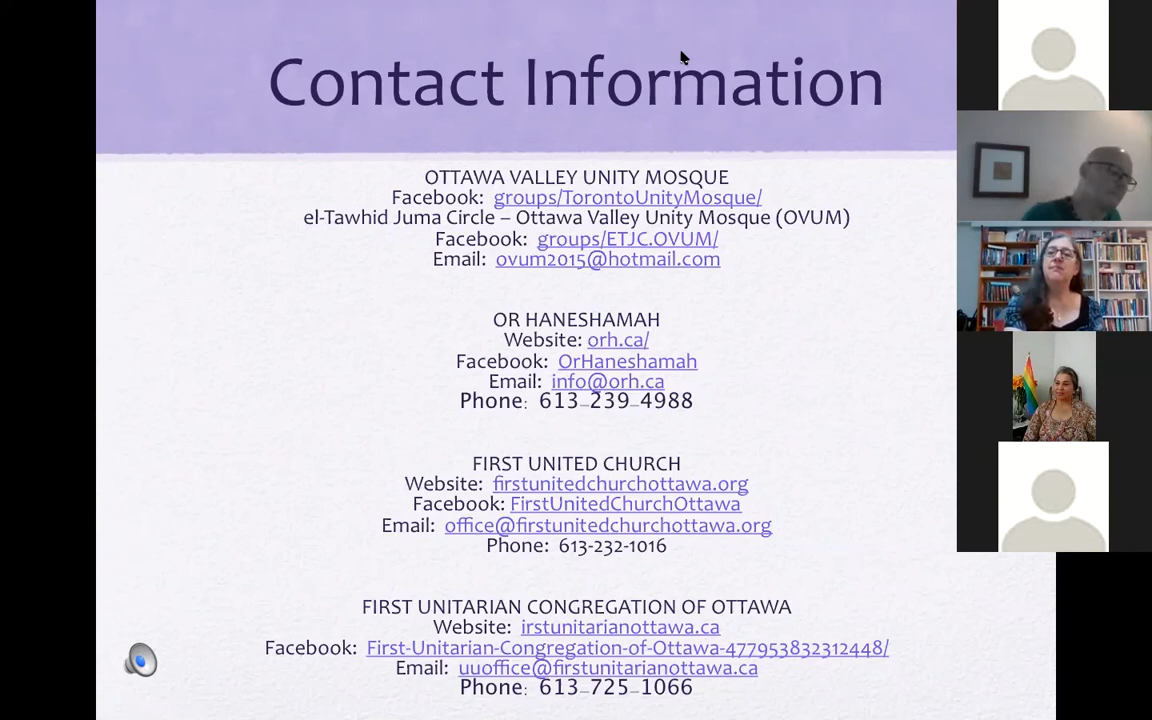 Contact Information
OTTAWA VALLEY UNITY MOSQUE
Facebook: groups/TorontoUnityMosque/
el-Tawhid Juma Circle – Ottawa Valley Unity Mosque (OVUM)
Facebook: groups/ETJC.OVUM/
Email: ovum2015@hotmail.com
OR HANESHAMAH
Website: orh.ca/
Facebook: OrHaneshamah
Email: info@orh.ca
Phone: 613-239-4988
FIRST UNITED CHURCH
Website: firstunitedchurchottawa.org
Facebook: FirstUnitedChurchOttawa
Email: office@firstunitedchurchottawa.org
Phone: 613-232-1016
FIRST UNITARIAN CONGREGATION OF OTTAWA
Website: irstunitarianottawa.ca
Facebook: First-Unitarian-Congregation-of-Ottawa-477953832312448/
Email: uuoffice@firstunitarianottawa.ca
Phone: 613-725-1066